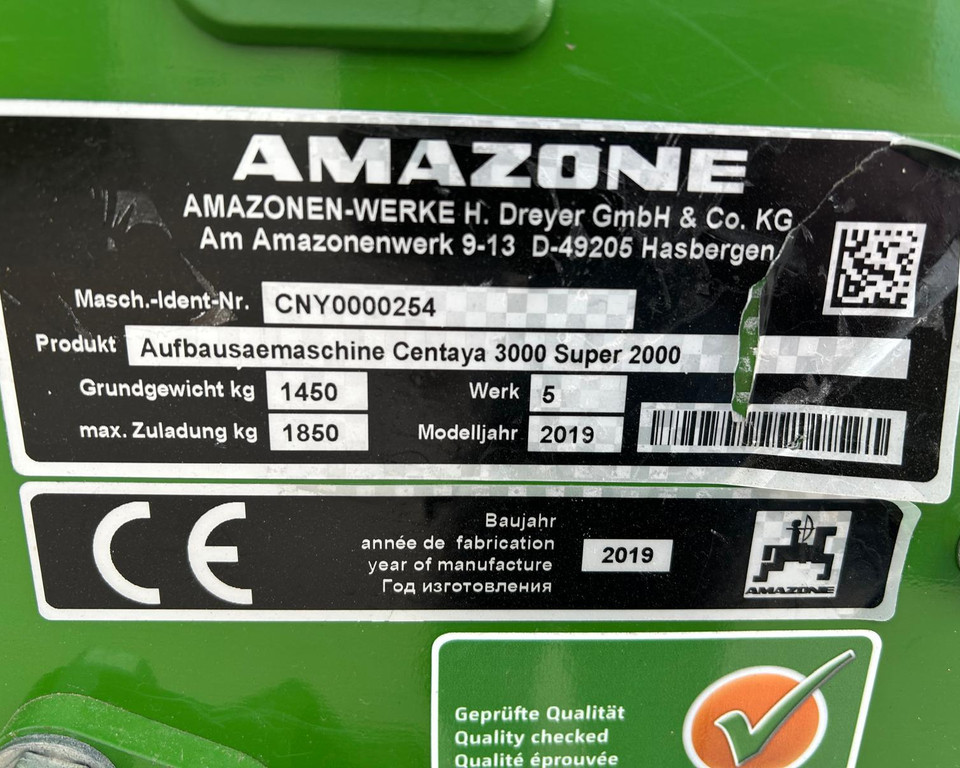 AMAZONE
AMAZONEN-WERKE H. Dreyer GmbH & Co. KG
Am Amazonenwerk 9-13 D-49205 Hasbergen
Masch.-Ident-Nr. CNY0000254
Produkt Aufbausaemaschine Centaya 3000 Super 2000
Grundgewicht kg 1450 Werk 5
max. Zuladung kg 1850 Modelljahr 2019
CE
Baujahr
année de fabrication
year of manufacture 2019
Год изготовления
AMAZONE
Geprüfte Qualität
Quality checked
Qualité éprouvée